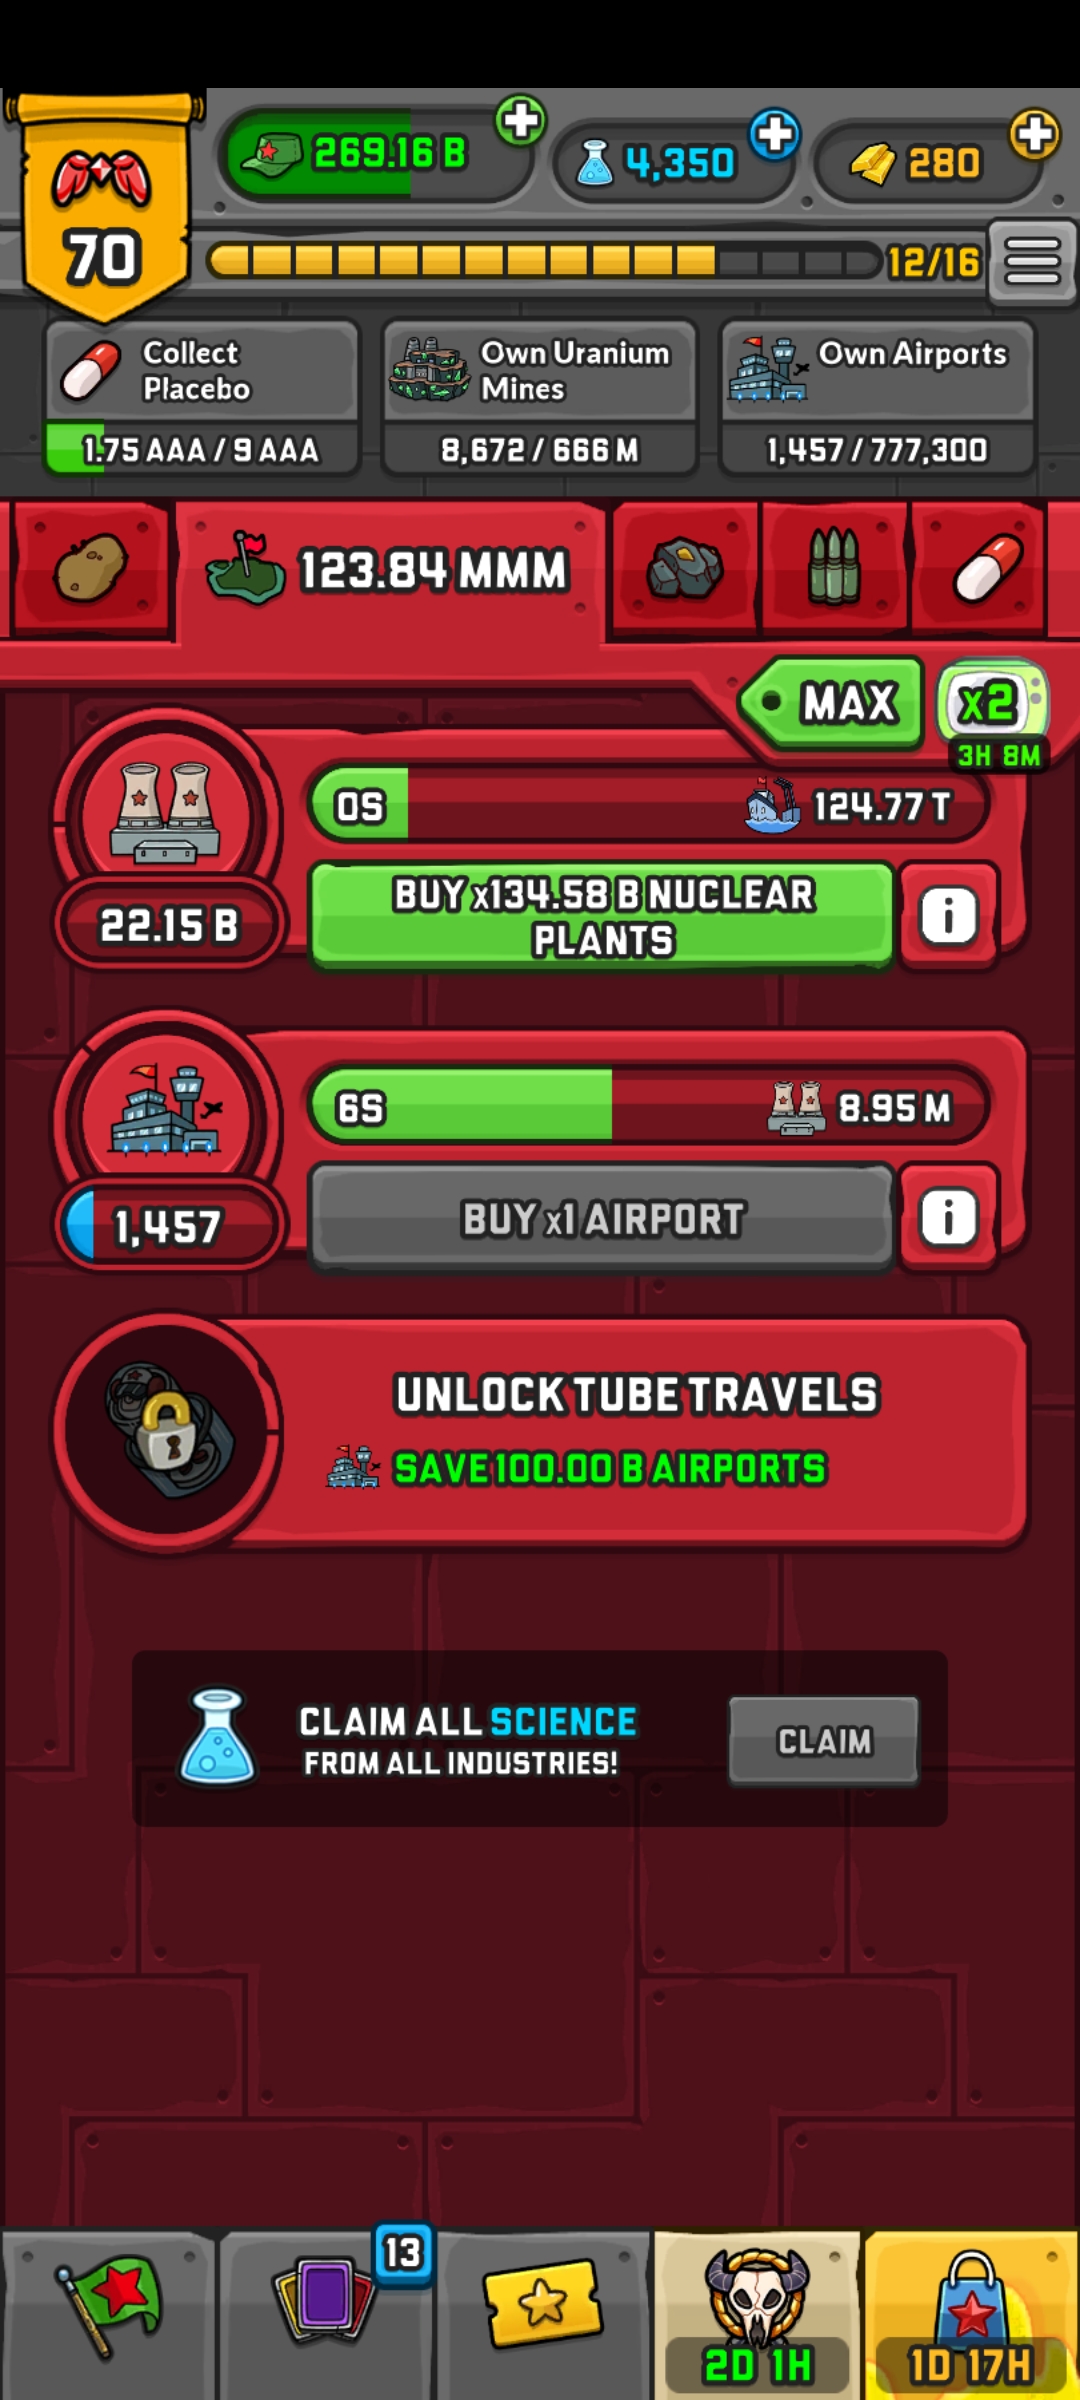 269.16 B
4,350
280
70
12/16
Collect
Placebo
1.75 AAA / 9 AAA
Own Uranium
Mines
8,672 / 666 M
Own Airports
1,457 / 777,300
123.84 MMM
MAX
x2
3H 8M
0S
124.77 T
22.15 B
BUY x134.58 B NUCLEAR
PLANTS
i
6S
8.95 M
1,457
BUY x1 AIRPORT
i
UNLOCK TUBE TRAVELS
SAVE 100.00 B AIRPORTS
CLAIM ALL SCIENCE
FROM ALL INDUSTRIES!
CLAIM
13
2D 1H
1D 17H